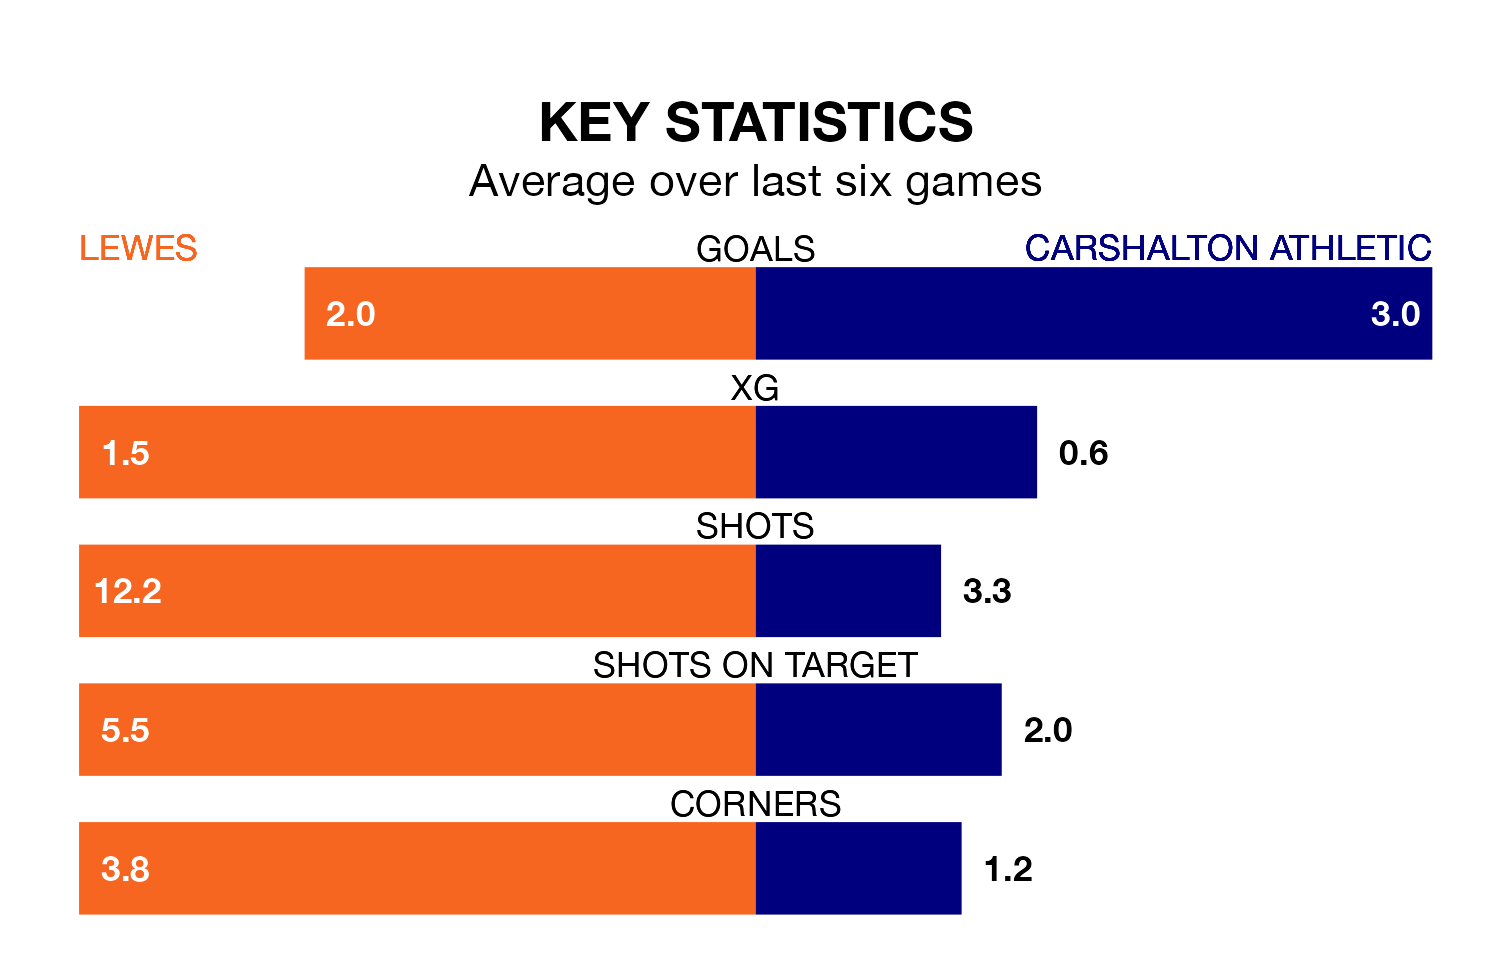 KEY STATISTICS
Average over last six games
LEWES GOALS CARSHALTON ATHLETIC
2.0 3.0
XG
1.5 0.6
SHOTS
12.2 3.3
SHOTS ON TARGET
5.5 2.0
CORNERS
3.8 1.2